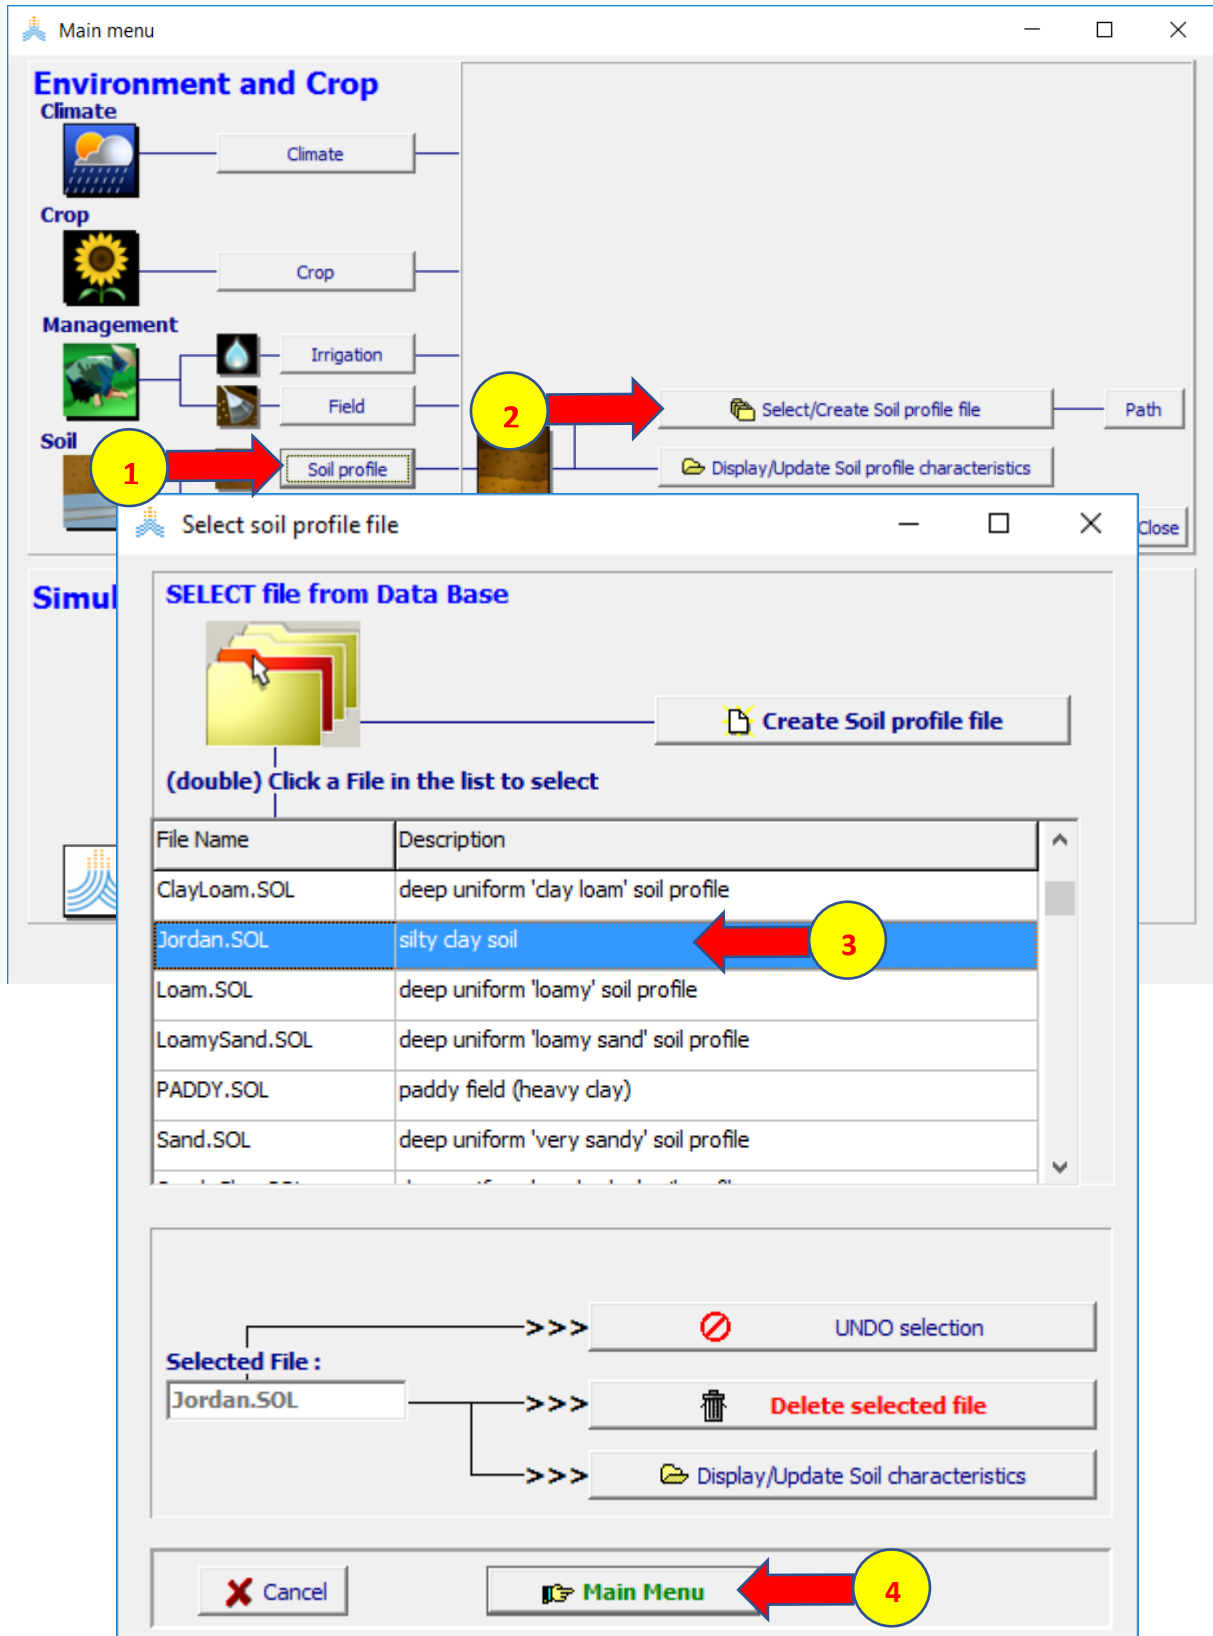 Main menu
Environment and Crop
Climate
Climate
Crop
Crop
Management
Irrigation
Field
2
Select/Create Soil profile file
Path
Soil
1
Soil profile
Display/Update Soil profile characteristics
Select soil profile file
Close
Simul
SELECT file from Data Base
Create Soil profile file
(double) Click a File in the list to select
File Name Description
ClayLoam.SOL deep uniform 'clay loam' soil profile
Jordan.SOL silty clay soil
3
Loam.SOL deep uniform 'loamy' soil profile
LoamySand.SOL deep uniform 'loamy sand' soil profile
PADDY.SOL paddy field (heavy clay)
Sand.SOL deep uniform 'very sandy' soil profile
>>> UNDO selection
Selected File :
Jordan.SOL
>>> Delete selected file
>>> Display/Update Soil characteristics
Cancel
Main Menu
4